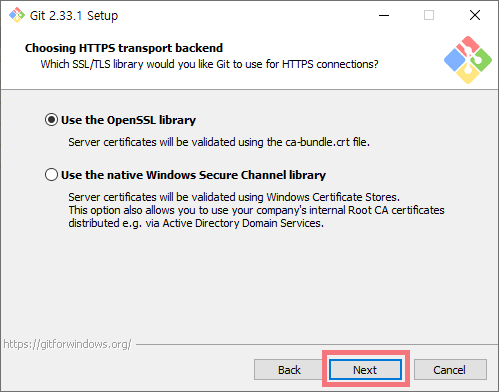 Git 2.33.1 Setup
Choosing HTTPS transport backend
Which SSL/TLS library would you like Git to use for HTTPS connections?
Use the OpenSSL library
Server certificates will be validated using the ca-bundle.crt file.
Use the native Windows Secure Channel library
Server certificates will be validated using Windows Certificate Stores.
This option also allows you to use your company's internal Root CA certificates
distributed e.g. via Active Directory Domain Services.
https://gitforwindows.org/
Back
Next
Cancel